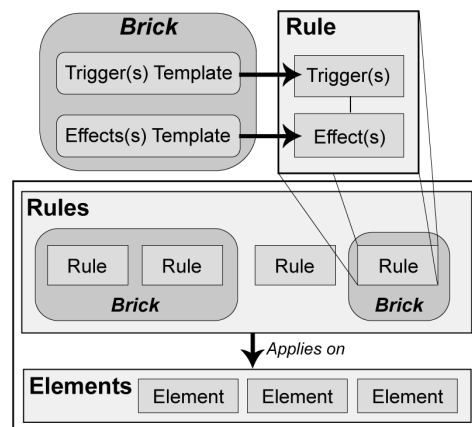 Brick
Trigger(s) Template
Effects(s) Template
Rule
Trigger(s)
Effect(s)
Rules
Rule
Rule
Brick
Rule
Rule
Brick
Applies on
Elements
Element
Element
Element